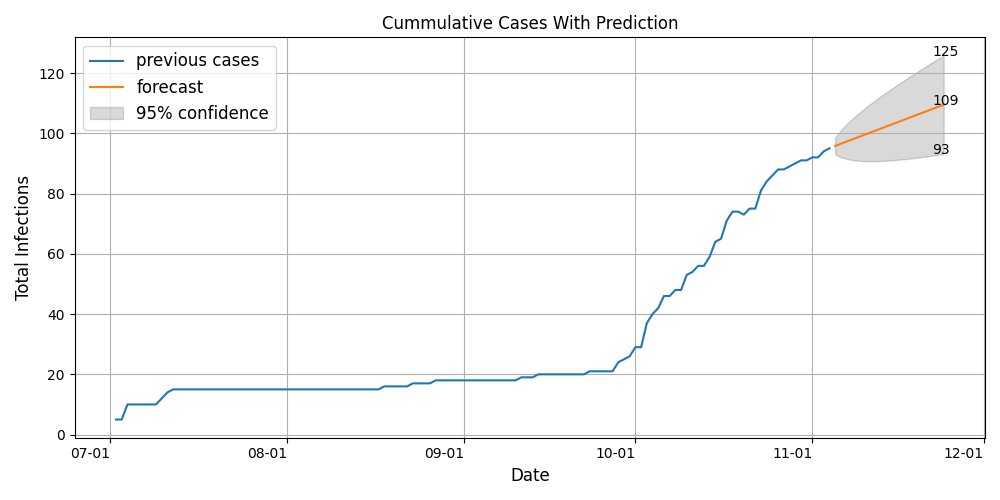 Cummulative Cases With Prediction
previous cases
forecast
95% confidence
125
109
93
Total Infections
120
100
80
60
40
20
0
07-01 08-01 09-01 10-01 11-01 12-01
Date